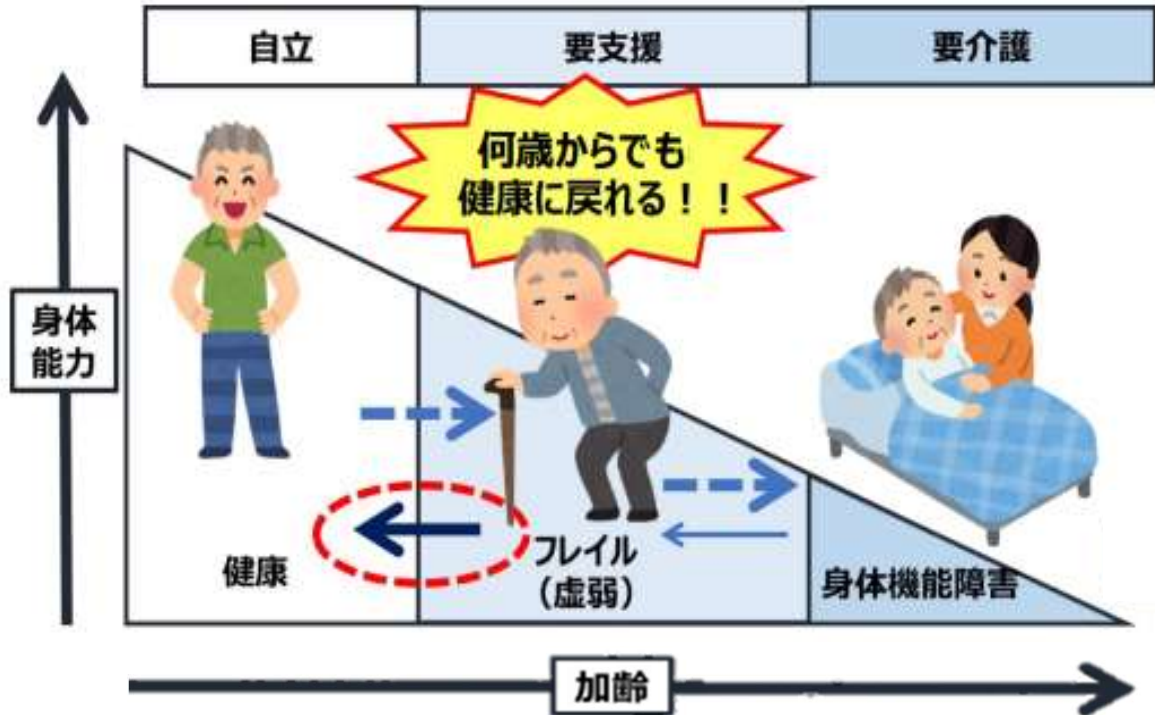 自立
要支援
要介護
何歳からでも
健康に戻れる！！
身体
能力
健康
フレイル
（虚弱）
身体機能障害
加齢